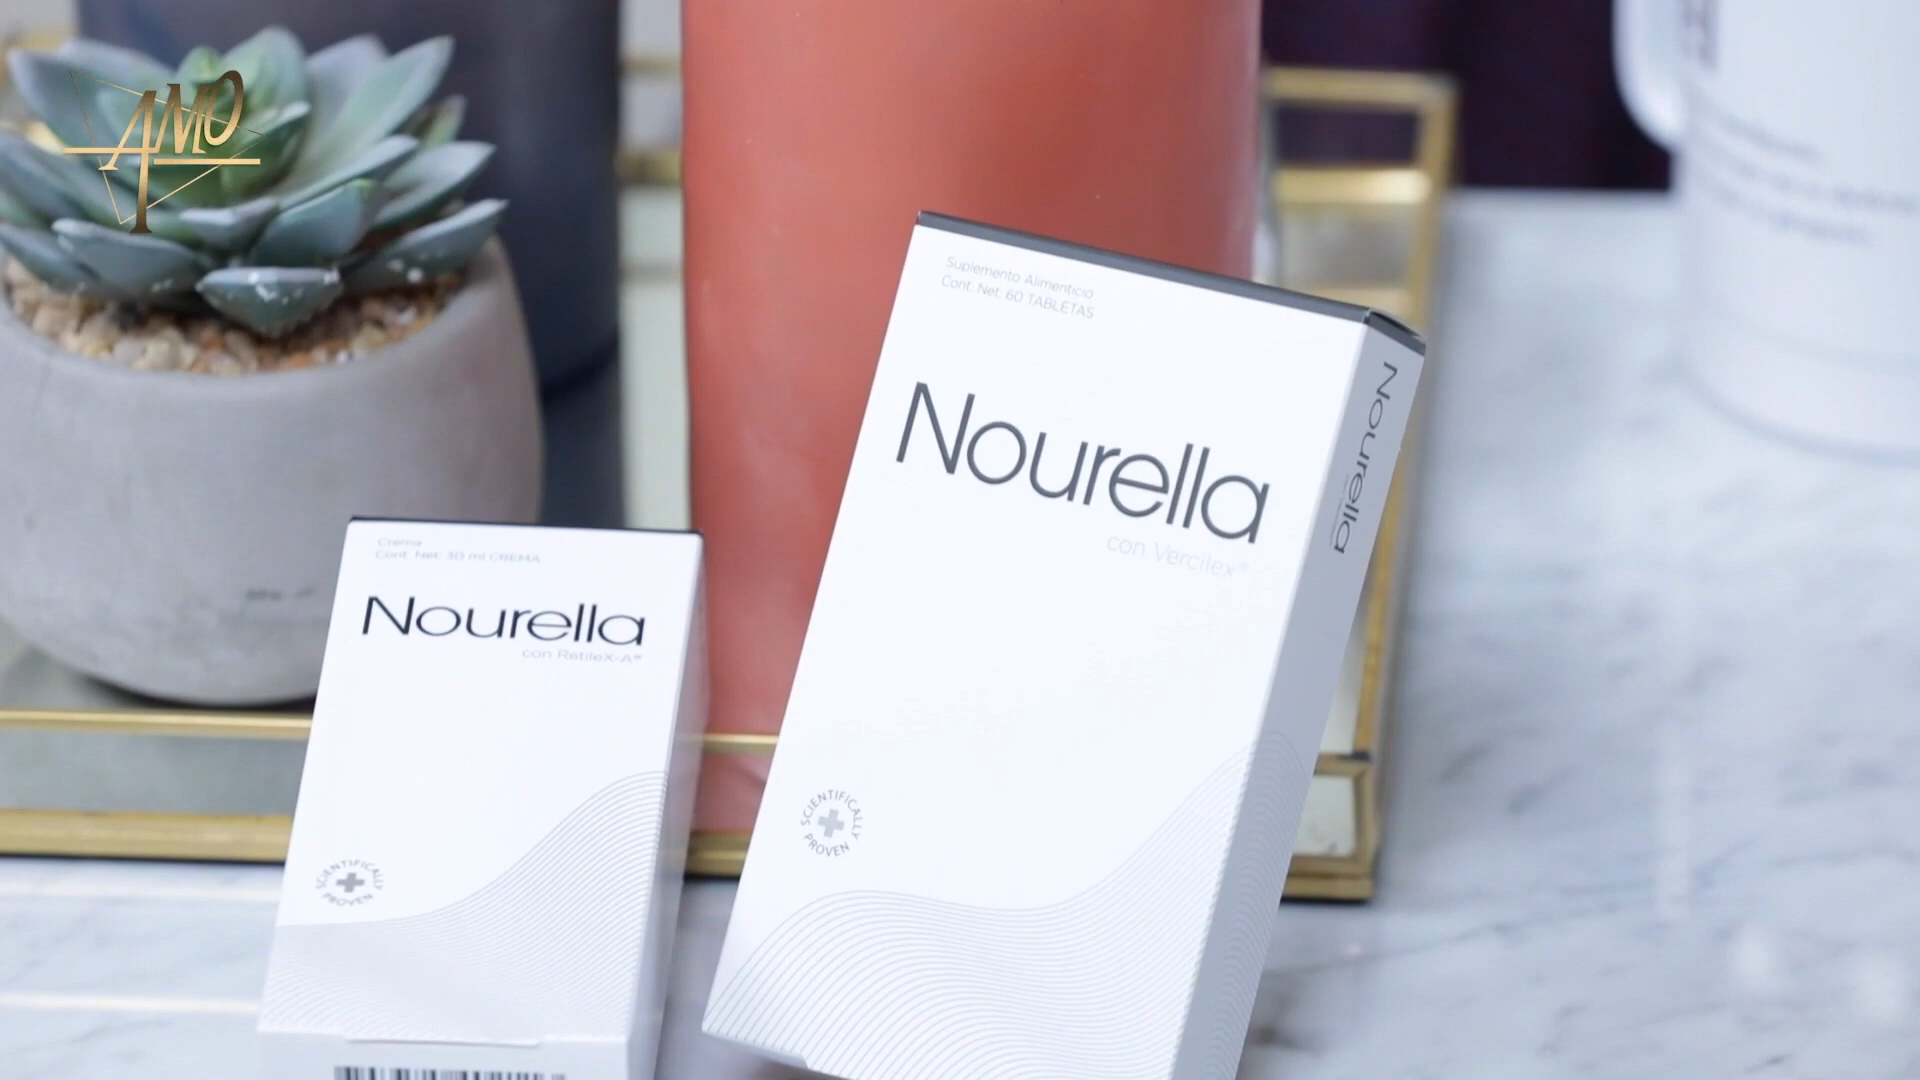 AMO
Suplemento Alimenticio
Cont. Net. 60 TABLETAS
Nourella
con Vercilex®
SCIENTIFICALLY
PROVEN
Nourella
Crema
Cont. Net: 30 ml CREMA
Nourella
con RetileX-A®
SCIENTIFICALLY
PROVEN